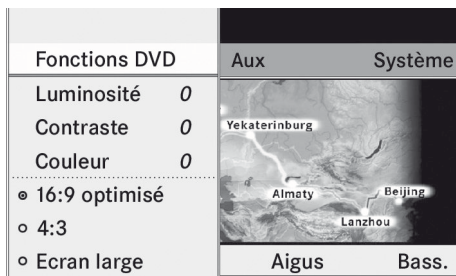 Fonctions DVD
Aux Système
Luminosité 0
Contraste 0
Couleur 0
16:9 optimisé
4:3
Ecran large
Yekaterinburg
Almaty
Beijing
Lanzhou
Aigus Bass.